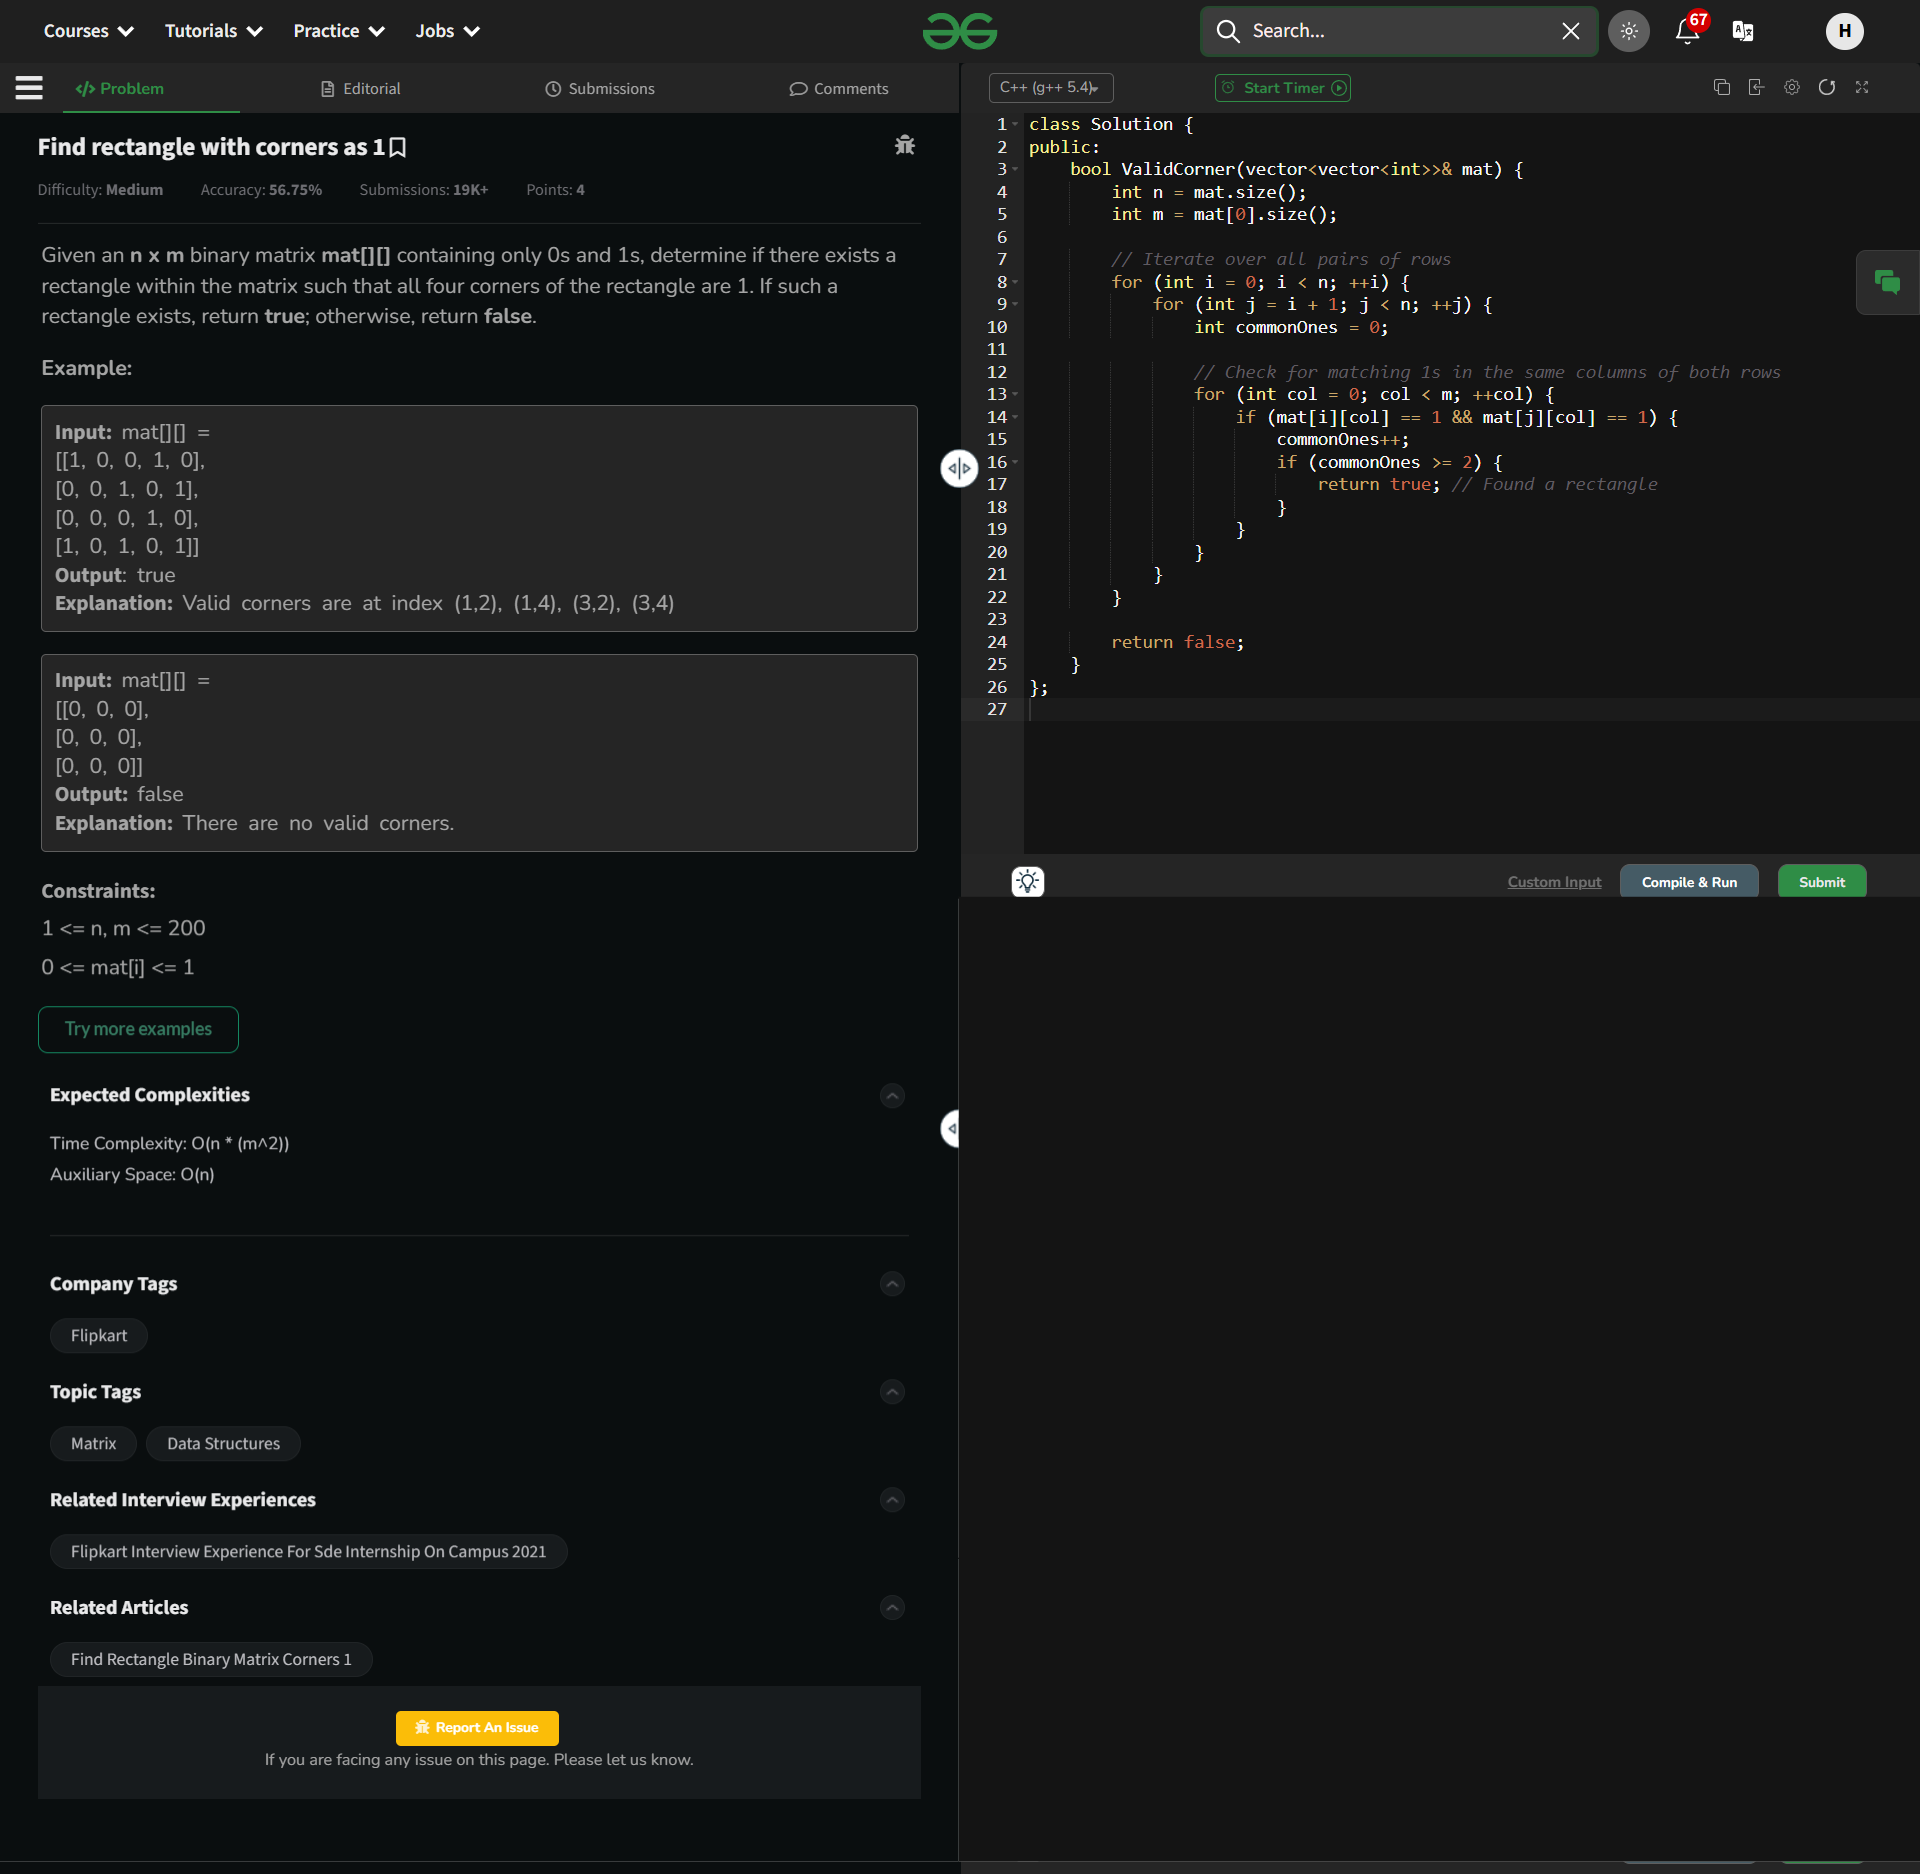 Courses Tutorials Practice Jobs
Search...
67
H
</> Problem
Editorial
Submissions
Comments
Find rectangle with corners as 1
Difficulty: Medium Accuracy: 56.75% Submissions: 19K+ Points: 4
Given an n x m binary matrix mat[][] containing only 0s and 1s, determine if there exists a
rectangle within the matrix such that all four corners of the rectangle are 1. If such a
rectangle exists, return true; otherwise, return false.
Example:
Input: mat[][] =
[[1, 0, 0, 1, 0],
[0, 0, 1, 0, 1],
[0, 0, 0, 1, 0],
[1, 0, 1, 0, 1]]
Output: true
Explanation: Valid corners are at index (1,2), (1,4), (3,2), (3,4)
Input: mat[][] =
[[0, 0, 0],
[0, 0, 0],
[0, 0, 0]]
Output: false
Explanation: There are no valid corners.
Constraints:
1 <= n, m <= 200
0 <= mat[i] <= 1
Try more examples
Expected Complexities
Time Complexity: O(n * (m^2))
Auxiliary Space: O(n)
Company Tags
Flipkart
Topic Tags
Matrix Data Structures
Related Interview Experiences
Flipkart Interview Experience For Sde Internship On Campus 2021
Related Articles
Find Rectangle Binary Matrix Corners 1
Report An Issue
If you are facing any issue on this page. Please let us know.
C++ (g++ 5.4)
Start Timer
1 class Solution {
2 public:
3     bool ValidCorner(vector<vector<int>>& mat) {
4         int n = mat.size();
5         int m = mat[0].size();
6
7         // Iterate over all pairs of rows
8         for (int i = 0; i < n; ++i) {
9             for (int j = i + 1; j < n; ++j) {
10                 int commonOnes = 0;
11
12                 // Check for matching 1s in the same columns of both rows
13                 for (int col = 0; col < m; ++col) {
14                     if (mat[i][col] == 1 && mat[j][col] == 1) {
15                         commonOnes++;
16                         if (commonOnes >= 2) {
17                             return true; // Found a rectangle
18                         }
19                     }
20                 }
21             }
22         }
23
24         return false;
25     }
26 };
27
Custom Input
Compile & Run
Submit